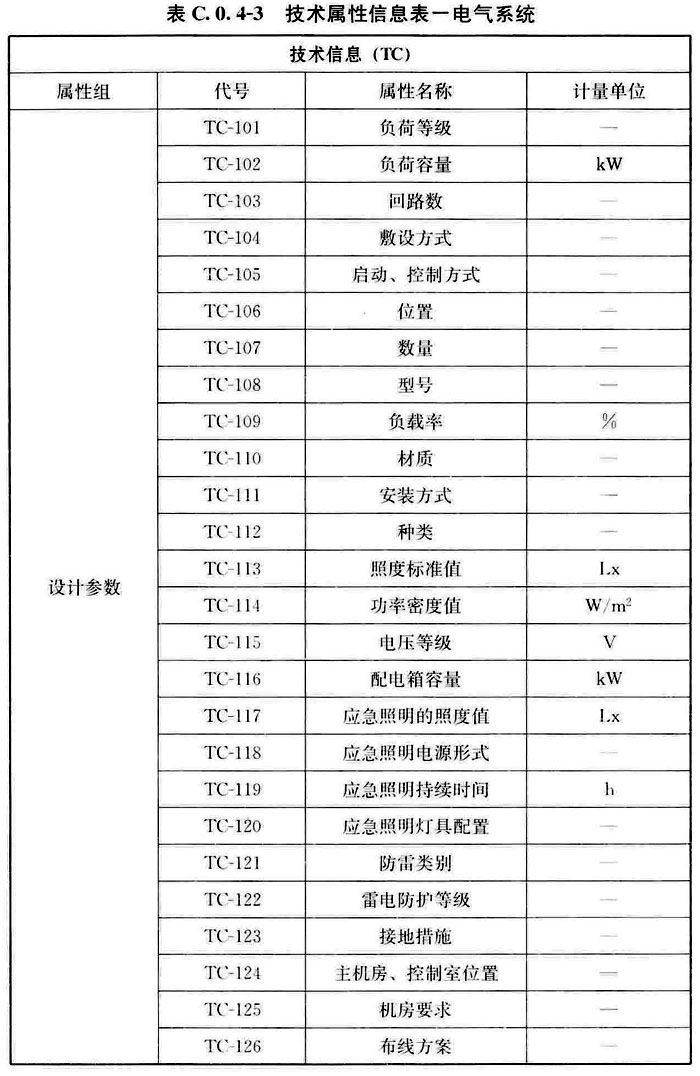 表 C.0.4-3 技术属性信息表—电气系统
技术信息 (TC)
属性组 代号 属性名称 计量单位
设计参数
TC-101 负荷等级 —
TC-102 负荷容量 kW
TC-103 回路数 —
TC-104 敷设方式 —
TC-105 启动、控制方式 —
TC-106 位置 —
TC-107 数量 —
TC-108 型号 —
TC-109 负载率 %
TC-110 材质 —
TC-111 安装方式 —
TC-112 种类 —
TC-113 照度标准值 Lx
TC-114 功率密度值 W/m²
TC-115 电压等级 V
TC-116 配电箱容量 kW
TC-117 应急照明的照度值 Lx
TC-118 应急照明电源形式 —
TC-119 应急照明持续时间 h
TC-120 应急照明灯具配置 —
TC-121 防雷类别 —
TC-122 雷电防护等级 —
TC-123 接地措施 —
TC-124 主机房、控制室位置 —
TC-125 机房要求 —
TC-126 布线方案 —